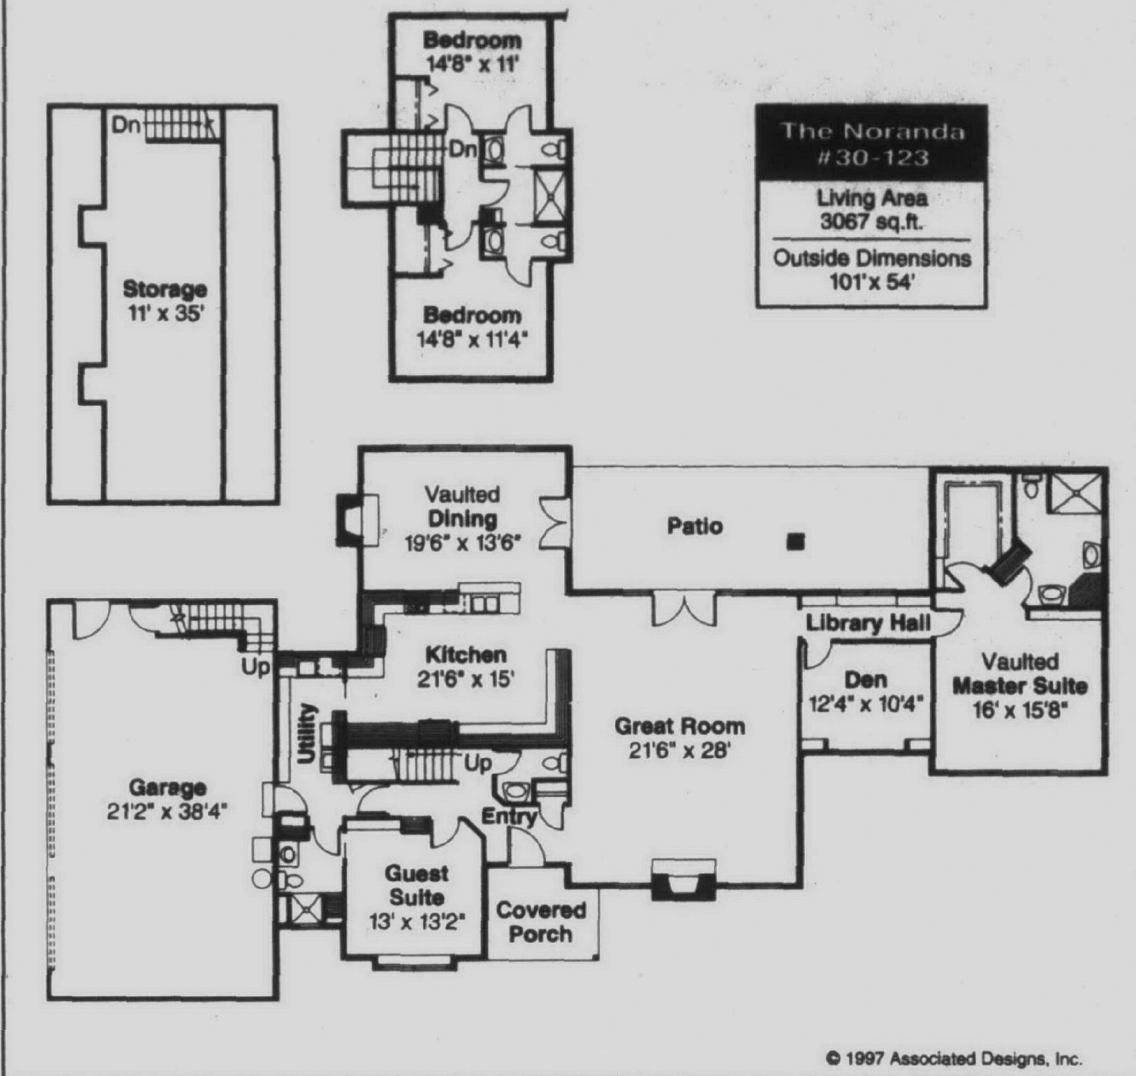 Bedroom
14'8" x 11'
Dn
Dn
The Noranda
#30-123
Living Area
3067 sq.ft.
Outside Dimensions
101' x 54'
Storage
11' x 35'
Bedroom
14'8" x 11'4"
Vaulted
Dining
19'6" x 13'6"
Patio
Library Hall
Up
Kitchen
21'6" x 15'
Den
12'4" x 10'4"
Vaulted
Master Suite
16' x 15'8"
Utility
Great Room
21'6" x 28'
Up
Garage
21'2" x 38'4"
Entry
Guest
Suite
13' x 13'2"
Covered
Porch
© 1997 Associated Designs, Inc.